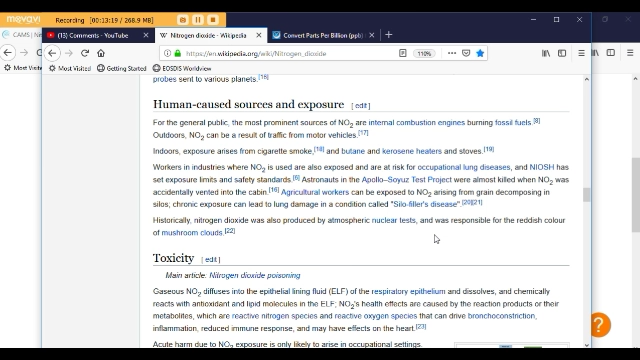 movavi
Recording 00:13:19 / 268.9 MB
CAMS | Ni
(3) Comments - YouTube
W Nitrogen dioxide - Wikipedia
Convert Parts Per Billion (ppb)
https://en.wikipedia.org/wiki/Nitrogen_dioxide
110%
Most Visite
Most Visited
Getting Started
EOSDIS Worldview
probes sent to various planets.[16]
Human-caused sources and exposure [ edit ]
For the general public, the most prominent sources of NO2 are internal combustion engines burning fossil fuels.[8]
Outdoors, NO2 can be a result of traffic from motor vehicles.[17]
Indoors, exposure arises from cigarette smoke,[18] and butane and kerosene heaters and stoves.[19]
Workers in industries where NO2 is used are also exposed and are at risk for occupational lung diseases, and NIOSH has
set exposure limits and safety standards.[6] Astronauts in the Apollo–Soyuz Test Project were almost killed when NO2 was
accidentally vented into the cabin.[16] Agricultural workers can be exposed to NO2 arising from grain decomposing in
silos; chronic exposure can lead to lung damage in a condition called "Silo-filler's disease".[20][21]
Historically, nitrogen dioxide was also produced by atmospheric nuclear tests, and was responsible for the reddish colour
of mushroom clouds.[22]
Toxicity [ edit ]
Main article: Nitrogen dioxide poisoning
Gaseous NO2 diffuses into the epithelial lining fluid (ELF) of the respiratory epithelium and dissolves, and chemically
reacts with antioxidant and lipid molecules in the ELF; NO2's health effects are caused by the reaction products or their
metabolites, which are reactive nitrogen species and reactive oxygen species that can drive bronchoconstriction,
inflammation, reduced immune response, and may have effects on the heart.[23]
Acute harm due to NO2 exposure is only likely to arise in occupational settings.
?